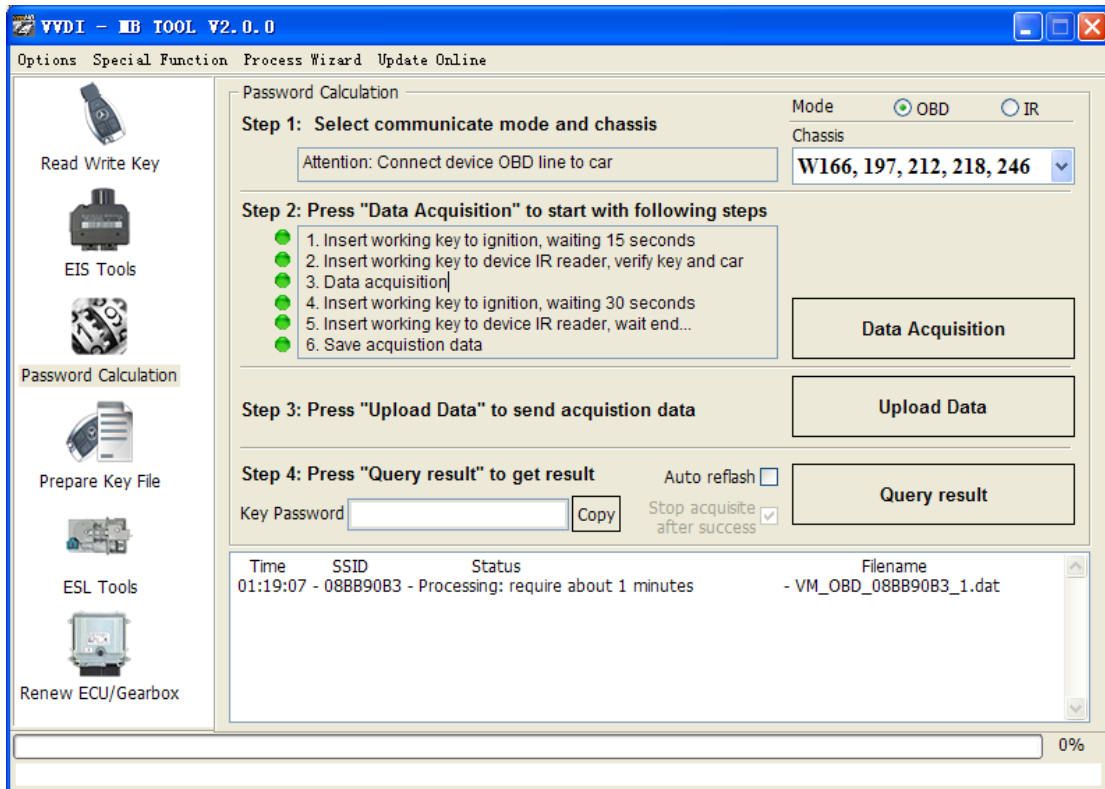 VVDI - MB TOOL V2.0.0
Options Special Function Process Wizard Update Online
Read Write Key
EIS Tools
Password Calculation
Prepare Key File
ESL Tools
Renew ECU/Gearbox
Password Calculation
Step 1: Select communicate mode and chassis
Attention: Connect device OBD line to car
Mode OBD IR
Chassis
W166, 197, 212, 218, 246
Step 2: Press "Data Acquisition" to start with following steps
1. Insert working key to ignition, waiting 15 seconds
2. Insert working key to device IR reader, verify key and car
3. Data acquisition
4. Insert working key to ignition, waiting 30 seconds
5. Insert working key to device IR reader, wait end...
6. Save acquistion data
Data Acquisition
Step 3: Press "Upload Data" to send acquistion data
Upload Data
Step 4: Press "Query result" to get result
Auto reflash
Key Password Copy
Stop acquisite
after success
Query result
Time SSID Status Filename
01:19:07 - 08BB90B3 - Processing: require about 1 minutes - VM_OBD_08BB90B3_1.dat
0%